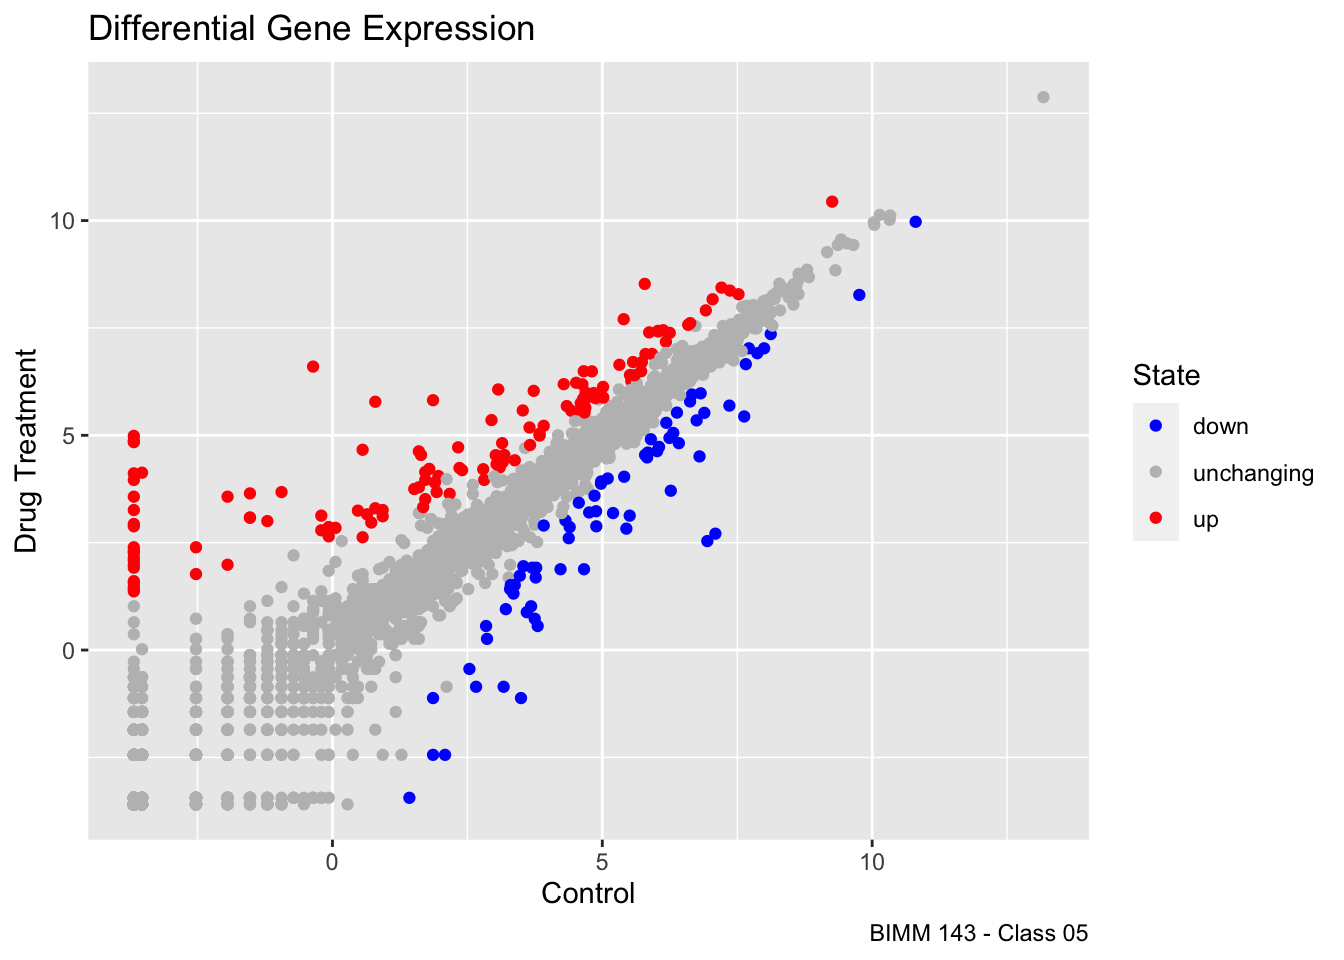 Differential Gene Expression
Drug Treatment
10
5
0
0 5 10
Control
State
down
unchanging
up
BIMM 143 - Class 05